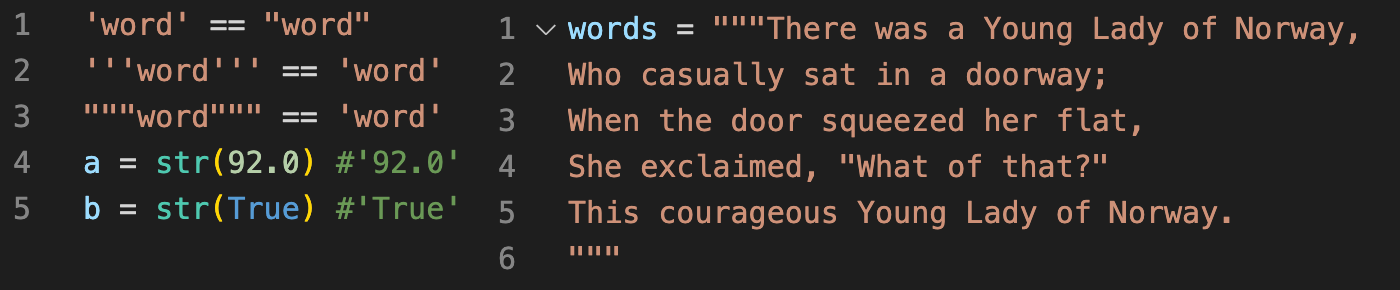 1 'word' == "word"
2 '''word''' == 'word'
3 """word""" == 'word'
4 a = str(92.0) #'92.0'
5 b = str(True) #'True'
1 words = """There was a Young Lady of Norway,
2 Who casually sat in a doorway;
3 When the door squeezed her flat,
4 She exclaimed, "What of that?"
5 This courageous Young Lady of Norway.
6 """